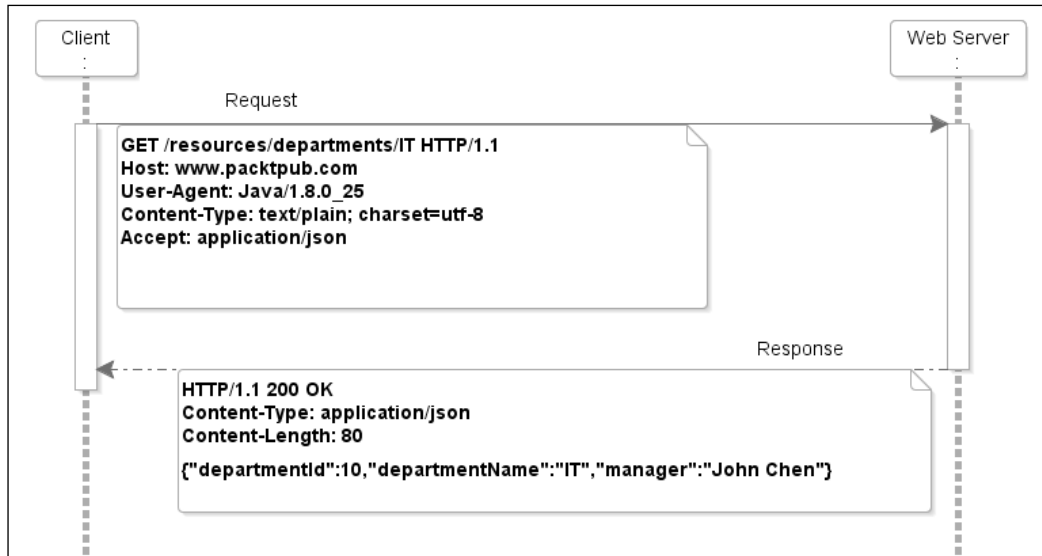 Client
:
Web Server
:
Request
GET /resources/departments/IT HTTP/1.1
Host: www.packtpub.com
User-Agent: Java/1.8.0_25
Content-Type: text/plain; charset=utf-8
Accept: application/json
Response
HTTP/1.1 200 OK
Content-Type: application/json
Content-Length: 80
{"departmentId":10,"departmentName":"IT","manager":"John Chen"}